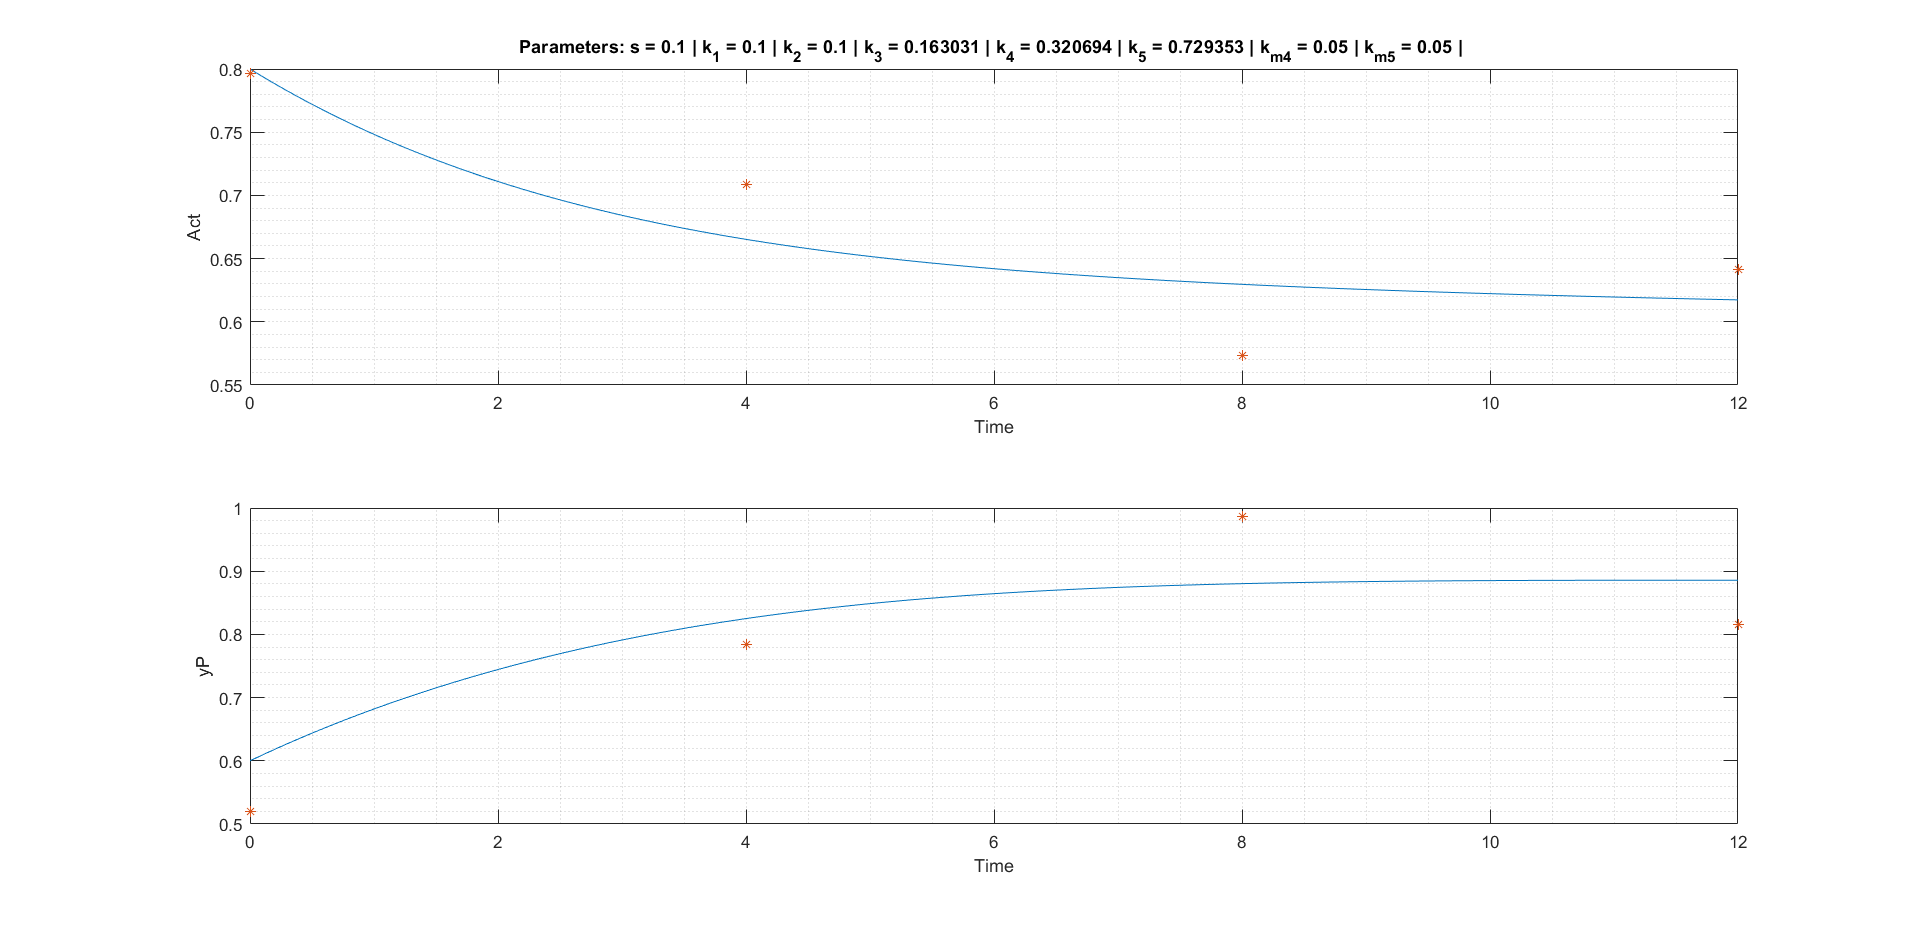 Parameters: s = 0.1 | k1 = 0.1 | k2 = 0.1 | k3 = 0.163031 | k4 = 0.320694 | k5 = 0.729353 | km4 = 0.05 | km5 = 0.05 |
0.8
0.75
0.7
0.65
0.6
0.55
Act
0 2 4 6 8 10 12
Time
1
0.9
0.8
0.7
0.6
0.5
yP
0 2 4 6 8 10 12
Time